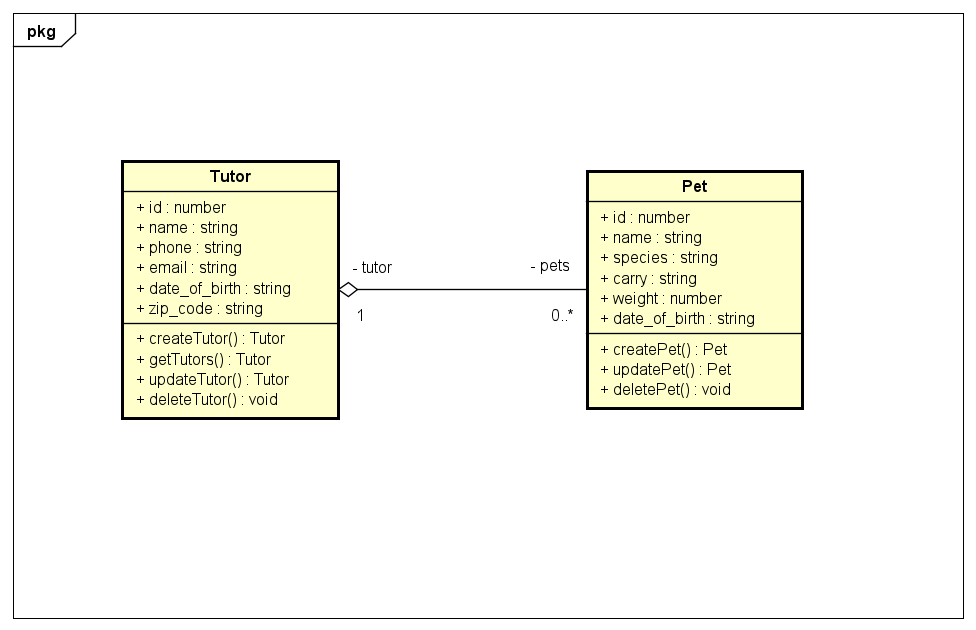 pkg
Tutor
+ id : number
+ name : string
+ phone : string
+ email : string
+ date_of_birth : string
+ zip_code : string
+ createTutor() : Tutor
+ getTutors() : Tutor
+ updateTutor() : Tutor
+ deleteTutor() : void
- tutor
1
- pets
0..*
Pet
+ id : number
+ name : string
+ species : string
+ carry : string
+ weight : number
+ date_of_birth : string
+ createPet() : Pet
+ updatePet() : Pet
+ deletePet() : void